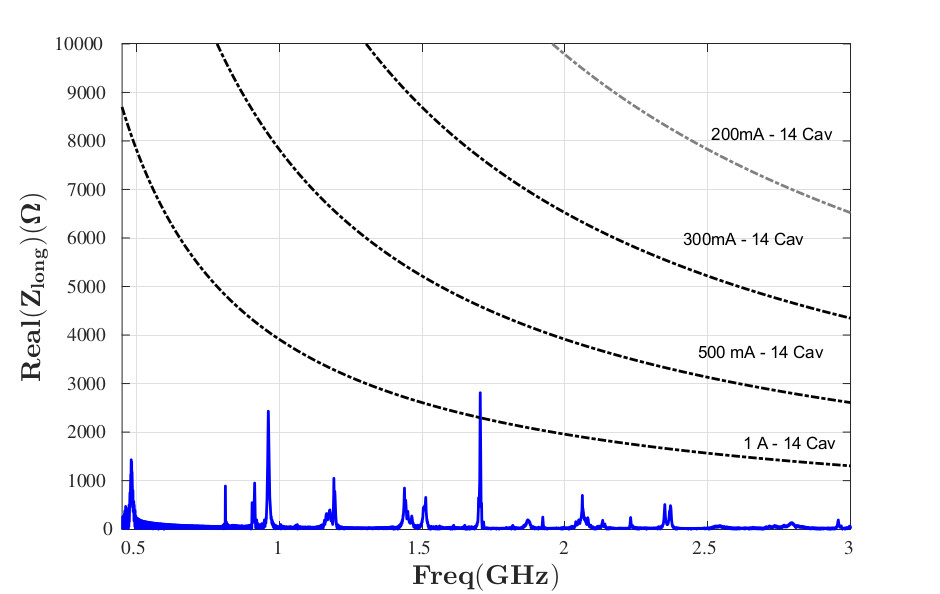 10000
9000
8000
7000
6000
5000
4000
3000
2000
1000
0
Real(Z_long)(Ω)
200mA - 14 Cav
300mA - 14 Cav
500 mA - 14 Cav
1 A - 14 Cav
0.5 1 1.5 2 2.5 3
Freq(GHz)